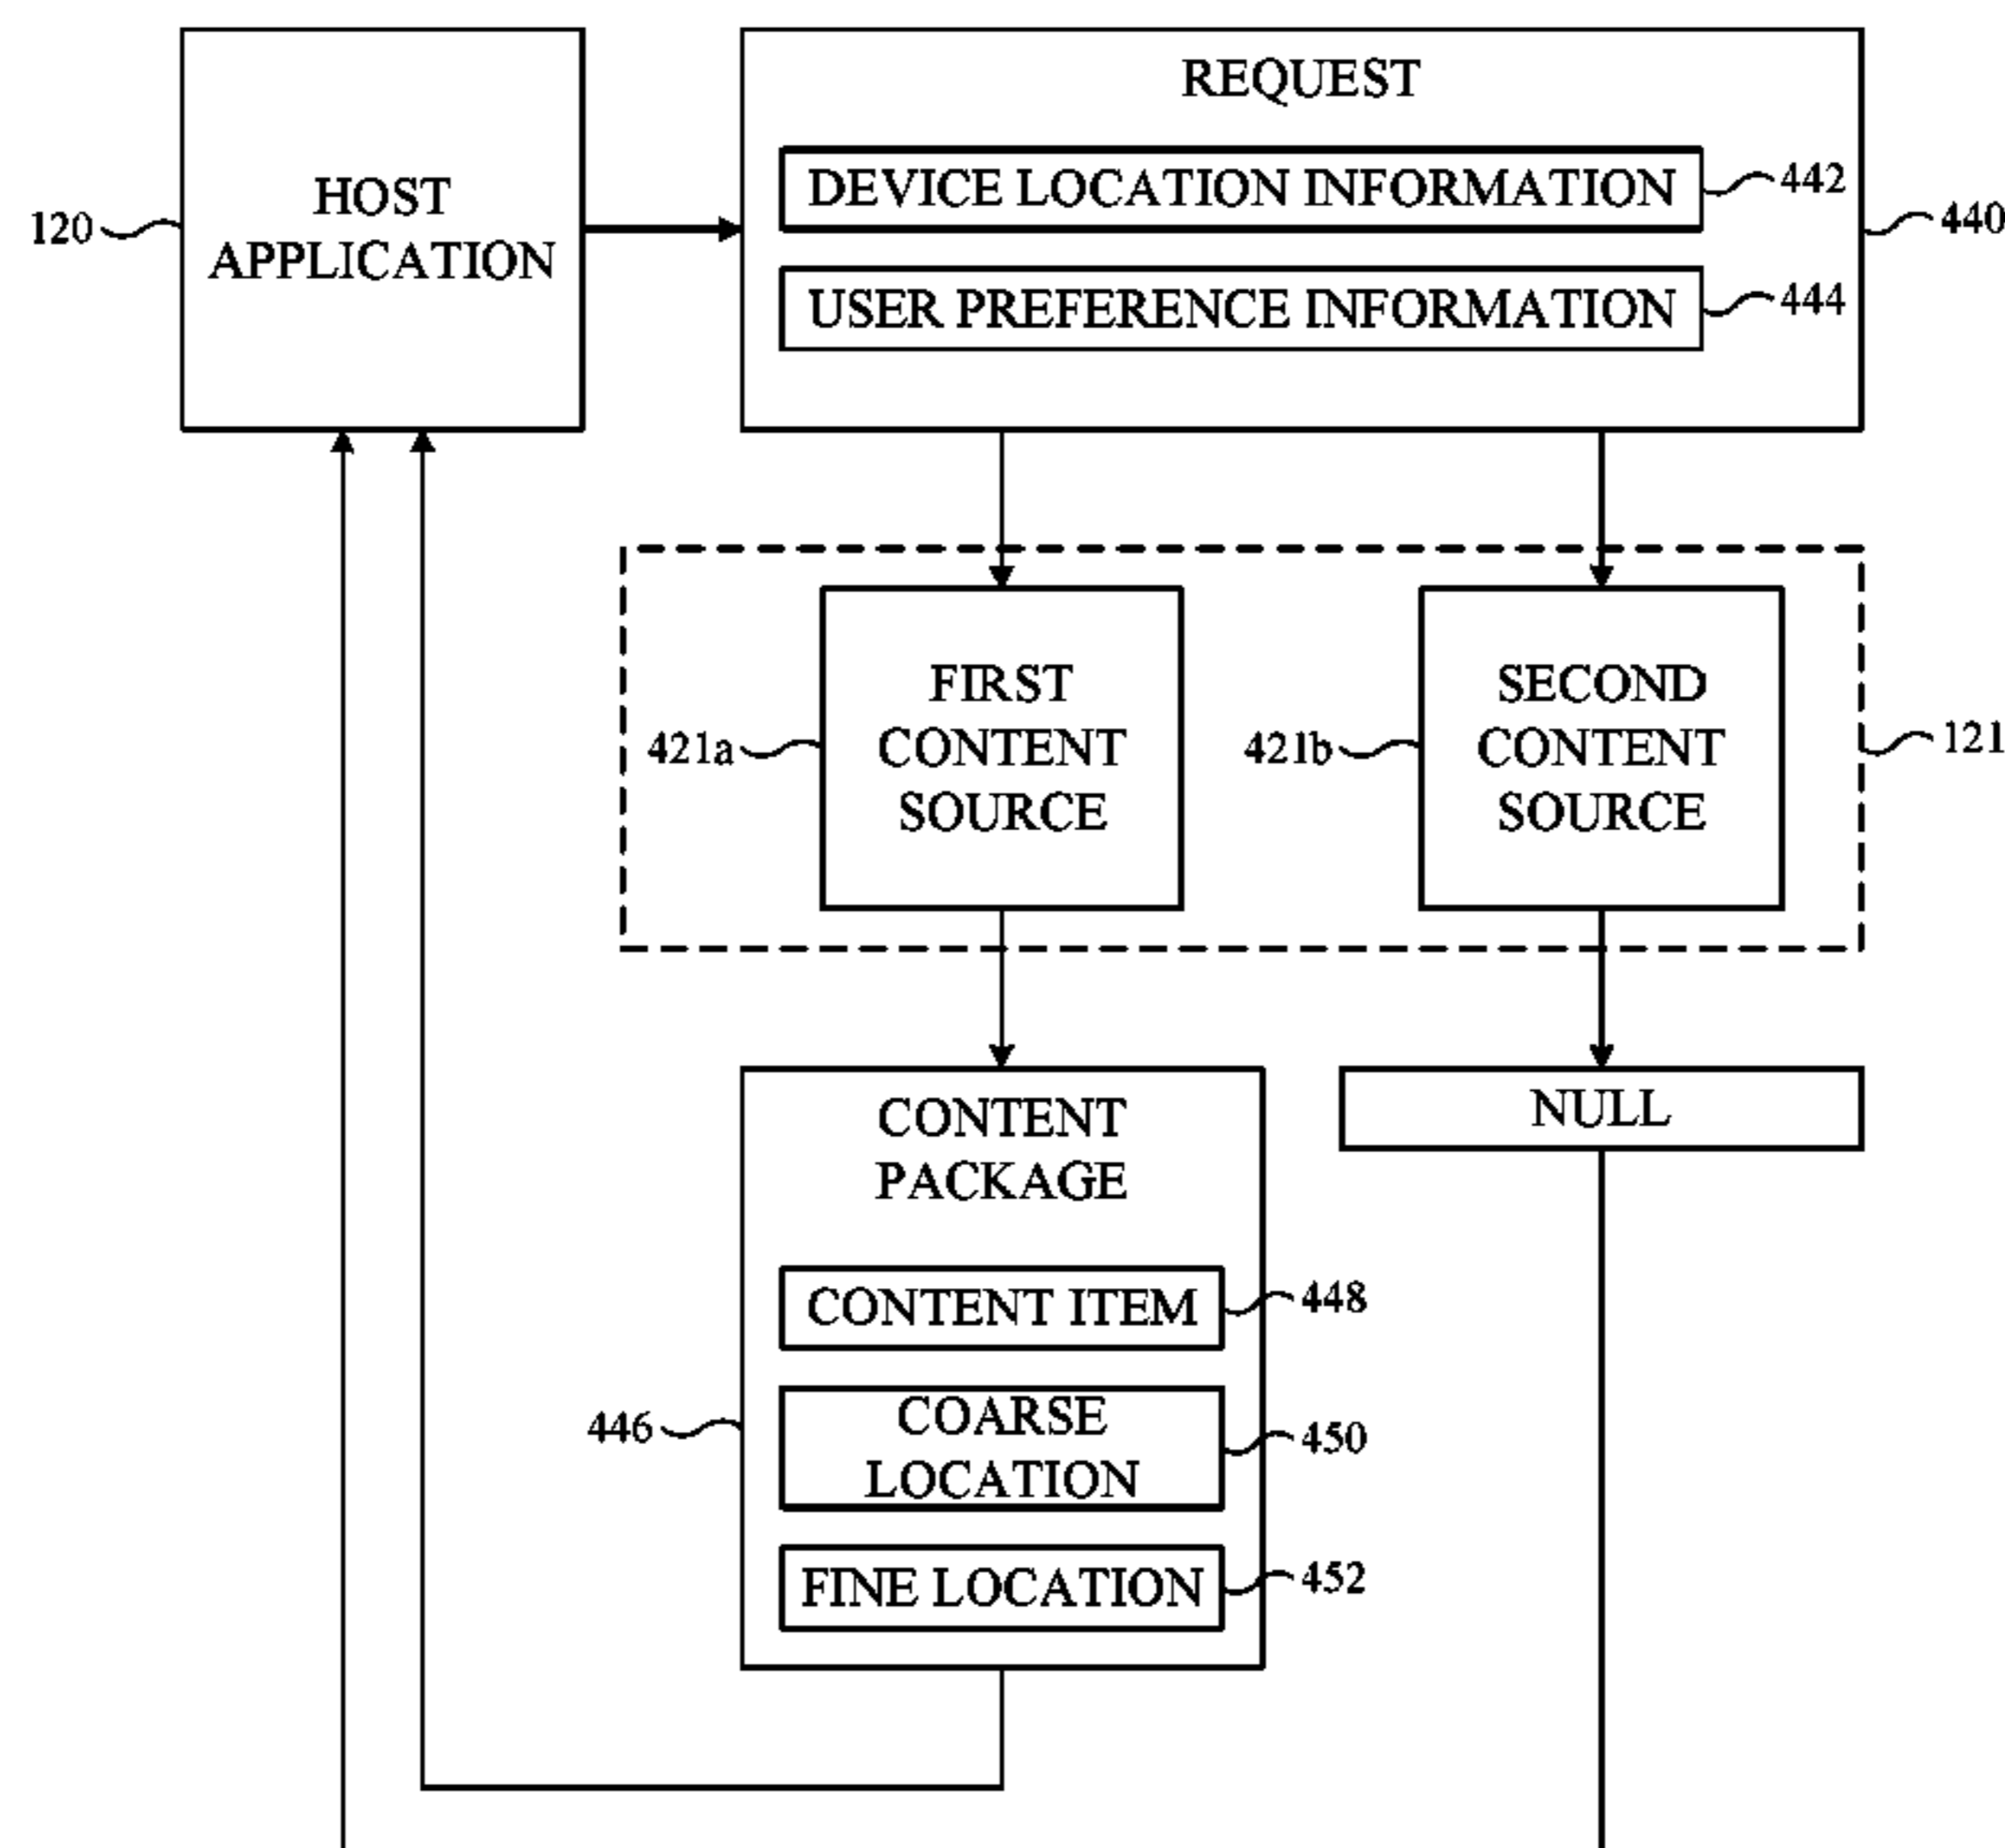 REQUEST
HOST
APPLICATION
120
DEVICE LOCATION INFORMATION
442
USER PREFERENCE INFORMATION
444
440
FIRST
CONTENT
SOURCE
421a
SECOND
CONTENT
SOURCE
421b
121
CONTENT
PACKAGE
NULL
CONTENT ITEM
448
COARSE
LOCATION
450
446
FINE LOCATION
452